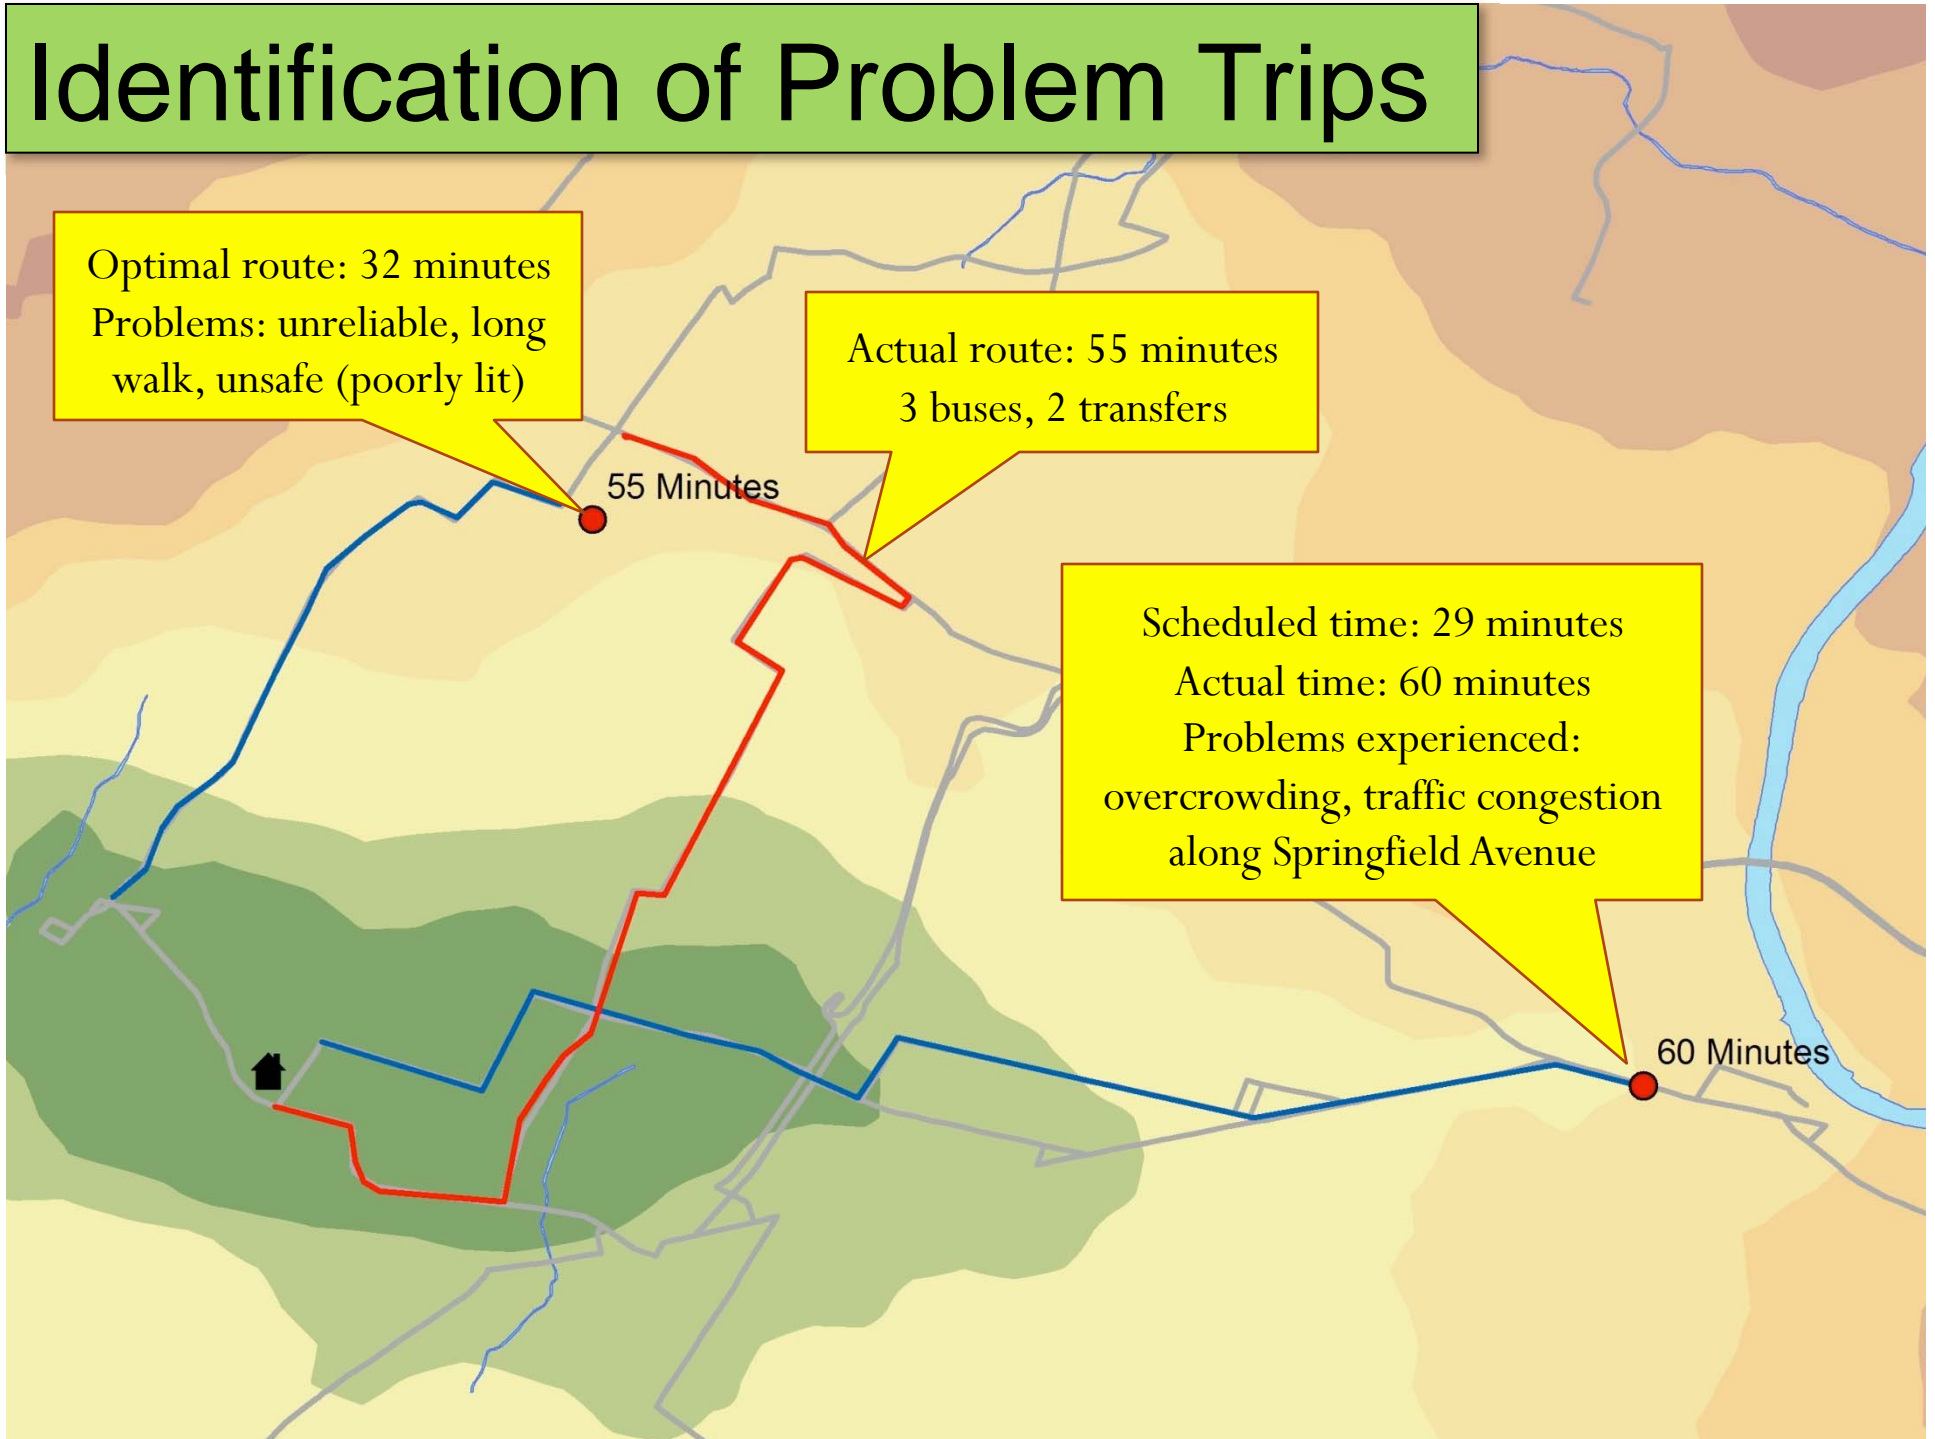 Identification of Problem Trips
Optimal route: 32 minutes
Problems: unreliable, long
walk, unsafe (poorly lit)
Actual route: 55 minutes
3 buses, 2 transfers
55 Minutes
Scheduled time: 29 minutes
Actual time: 60 minutes
Problems experienced:
overcrowding, traffic congestion
along Springfield Avenue
60 Minutes